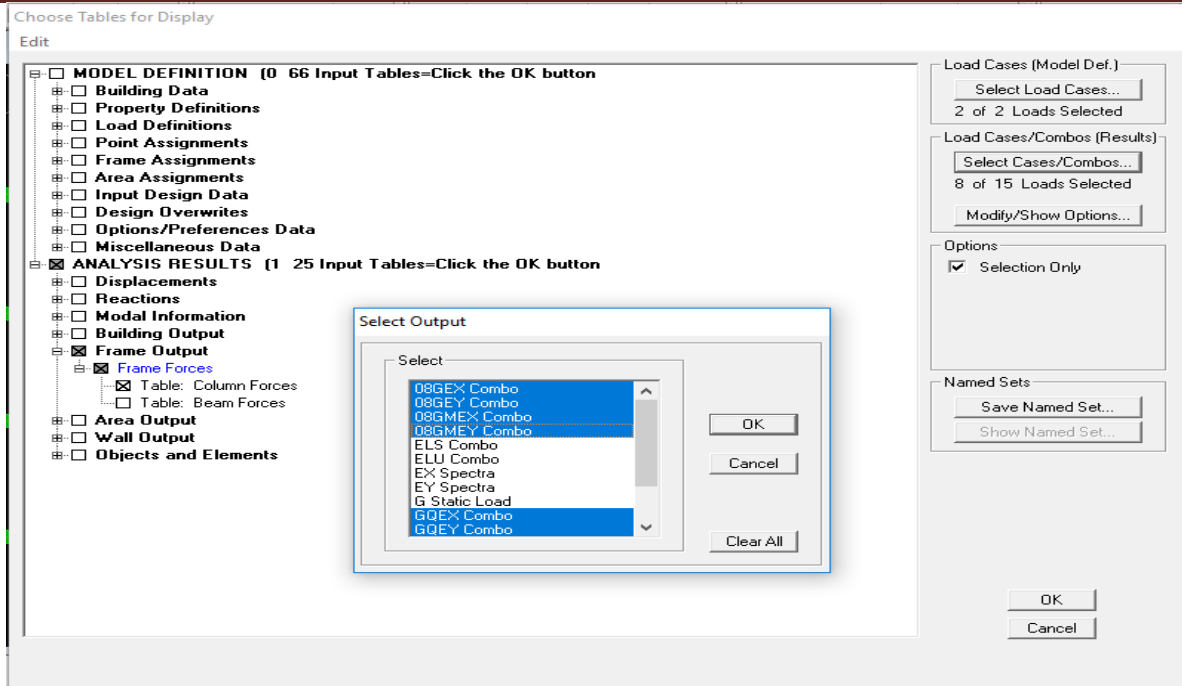 Choose Tables for Display
Edit
MODEL DEFINITION (0 66 Input Tables=Click the OK button
Building Data
Property Definitions
Load Definitions
Point Assignments
Frame Assignments
Area Assignments
Input Design Data
Design Overwrites
Options/Preferences Data
Miscellaneous Data
ANALYSIS RESULTS (1 25 Input Tables=Click the OK button
Displacements
Reactions
Modal Information
Building Output
Frame Output
Frame Forces
Table: Column Forces
Table: Beam Forces
Area Output
Wall Output
Objects and Elements
Select Output
Select
08GEX Combo
08GEY Combo
08GMEX Combo
08GMEY Combo
ELS Combo
ELU Combo
EX Spectra
EY Spectra
G Static Load
GQEX Combo
GQEY Combo
OK
Cancel
Clear All
Load Cases (Model Def.)
Select Load Cases...
2 of 2 Loads Selected
Load Cases/Combos (Results)
Select Cases/Combos...
8 of 15 Loads Selected
Modify/Show Options...
Options
Selection Only
Named Sets
Save Named Set...
Show Named Set...
OK
Cancel